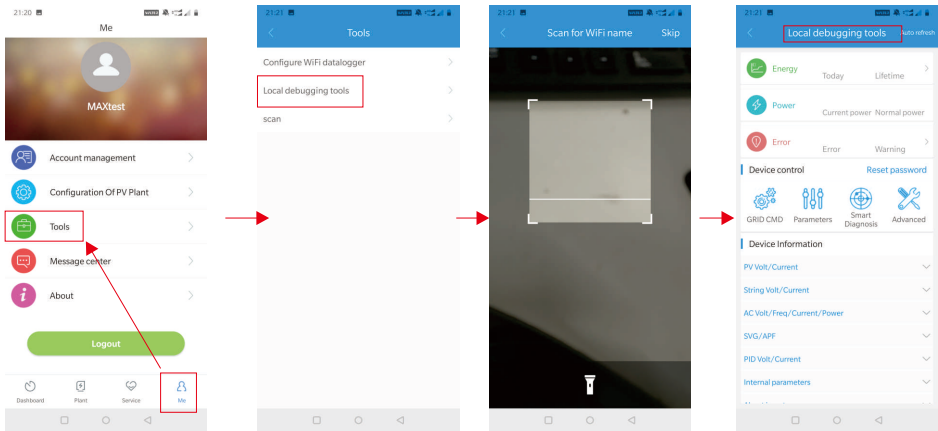 21:20
Me
MAXtest
Account management
Configuration Of PV Plant
Tools
Message center
About
Logout
Dashboard
Plant
Service
Me
21:21
Tools
Configure WiFi datalogger
Local debugging tools
scan
21:21
Scan for WiFi name
Skip
21:21
Local debugging tools
Auto refresh
Energy
Today
Lifetime
Power
Current power
Normal power
Error
Error
Warning
Device control
Reset password
GRID CMD
Parameters
Smart
Diagnosis
Advanced
Device Information
PV Volt/Current
String Volt/Current
AC Volt/Freq/Current/Power
SVG/APF
PID Volt/Current
Internal parameters